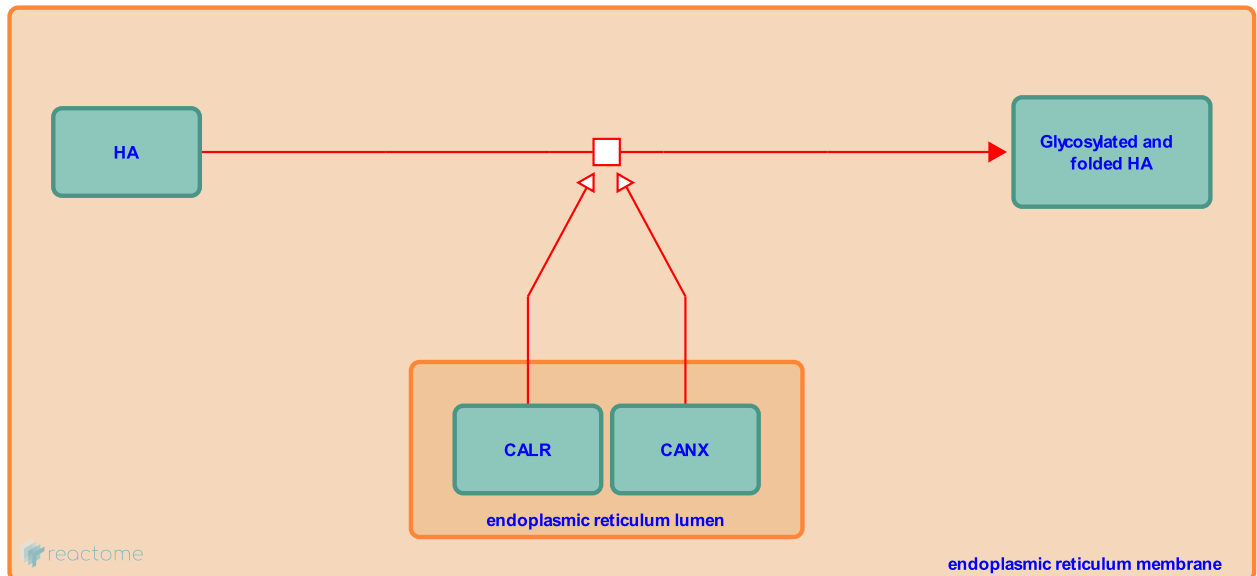 HA
Glycosylated and
folded HA
CALR
CANX
endoplasmic reticulum lumen
reactome
endoplasmic reticulum membrane